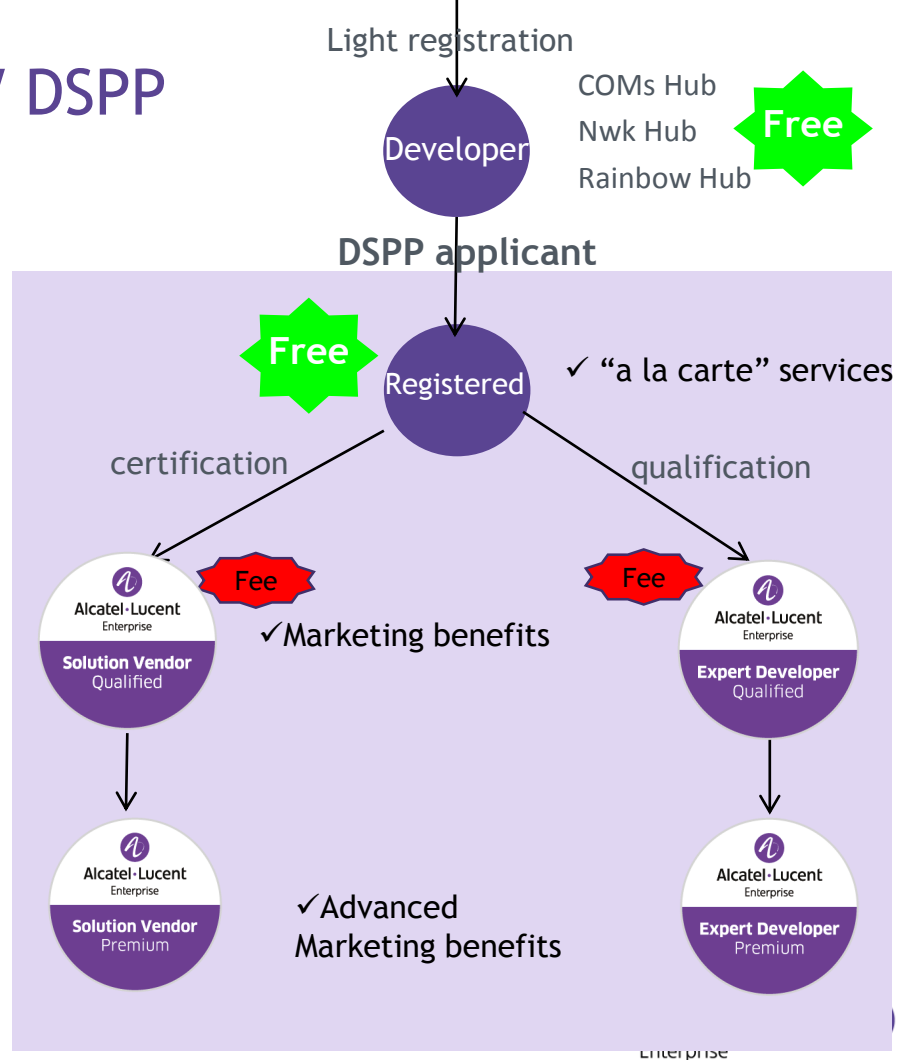 Light registration
DSPP
COMs Hub
Free
Developer
Nwk Hub
Rainbow Hub
DSPP applicant
Free
Registered
✓ “a la carte” services
certification
qualification
Fee
Fee
Alcatel·Lucent
Enterprise
Solution Vendor
Qualified
✓Marketing benefits
Alcatel·Lucent
Enterprise
Expert Developer
Qualified
Alcatel·Lucent
Enterprise
Solution Vendor
Premium
✓Advanced
Marketing benefits
Alcatel·Lucent
Enterprise
Expert Developer
Premium
Enterprise